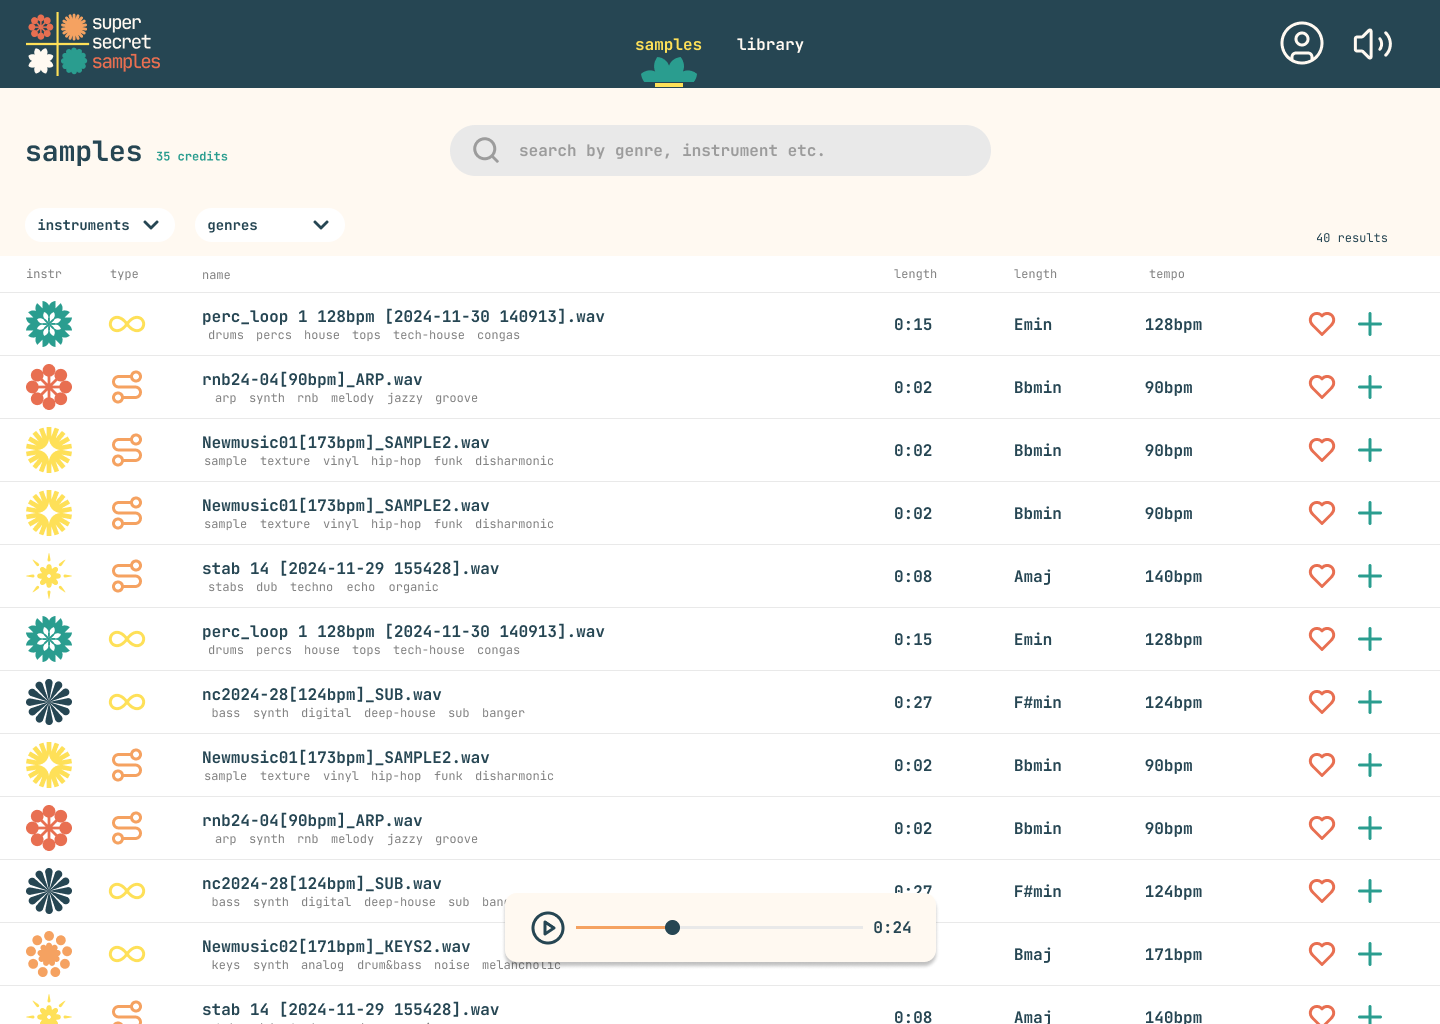 super
secret
samples
samples library
samples 35 credits
search by genre, instrument etc.
instruments genres
40 results
instr type name length length tempo
perc_loop 1 128bpm [2024-11-30 140913].wav 0:15 Emin 128bpm
drums percs house tops tech-house congas
rnb24-04[90bpm]_ARP.wav 0:02 Bbmin 90bpm
arp synth rnb melody jazzy groove
Newmusic01[173bpm]_SAMPLE2.wav 0:02 Bbmin 90bpm
sample texture vinyl hip-hop funk disharmonic
Newmusic01[173bpm]_SAMPLE2.wav 0:02 Bbmin 90bpm
sample texture vinyl hip-hop funk disharmonic
stab 14 [2024-11-29 155428].wav 0:08 Amaj 140bpm
stabs dub techno echo organic
perc_loop 1 128bpm [2024-11-30 140913].wav 0:15 Emin 128bpm
drums percs house tops tech-house congas
nc2024-28[124bpm]_SUB.wav 0:27 F#min 124bpm
bass synth digital deep-house sub banger
Newmusic01[173bpm]_SAMPLE2.wav 0:02 Bbmin 90bpm
sample texture vinyl hip-hop funk disharmonic
rnb24-04[90bpm]_ARP.wav 0:02 Bbmin 90bpm
arp synth rnb melody jazzy groove
nc2024-28[124bpm]_SUB.wav 0:27 F#min 124bpm
bass synth digital deep-house sub
0:24
Newmusic02[171bpm]_KEYS2.wav Bmaj 171bpm
keys synth analog drum&bass noise melancholic
stab 14 [2024-11-29 155428].wav 0:08 Amaj 140bpm